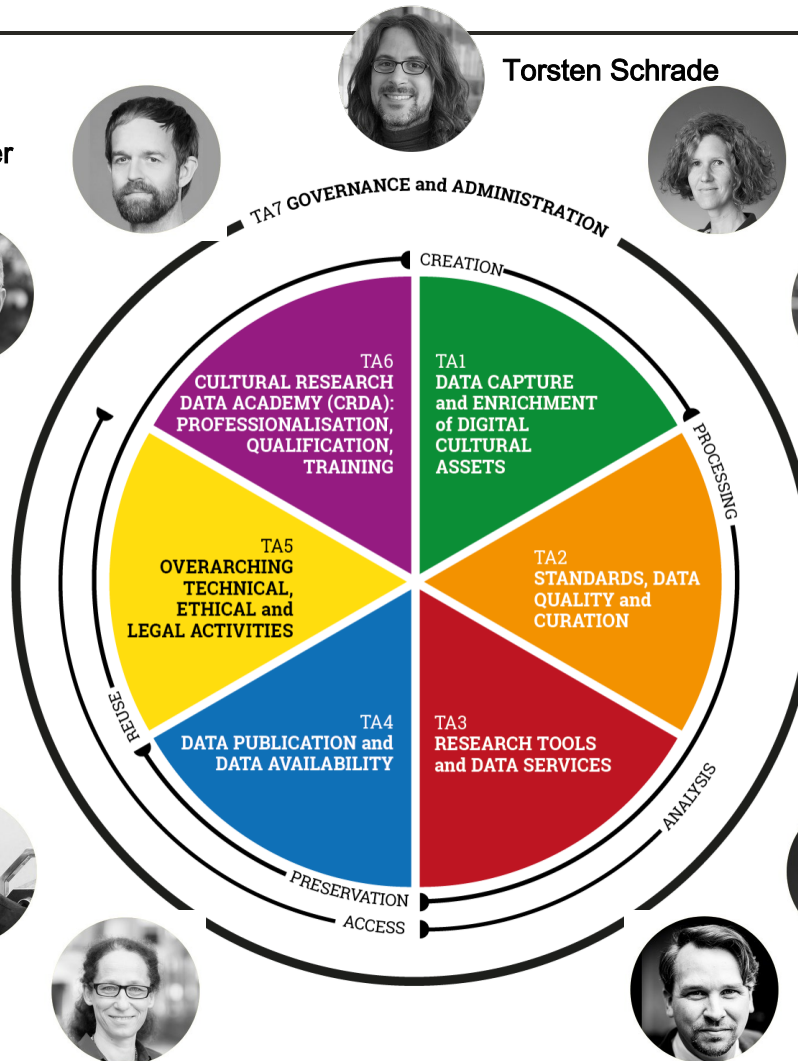 Torsten Schrade
er
TA7 GOVERNANCE and ADMINISTRATION
CREATION
TA6
CULTURAL RESEARCH
DATA ACADEMY (CRDA):
PROFESSIONALISATION,
QUALIFICATION,
TRAINING
TA1
DATA CAPTURE
and ENRICHMENT
of DIGITAL
CULTURAL
ASSETS
PROCESSING
TA5
OVERARCHING
TECHNICAL,
ETHICAL and
LEGAL ACTIVITIES
TA2
STANDARDS, DATA
QUALITY and
CURATION
REUSE
TA4
DATA PUBLICATION and
DATA AVAILABILITY
TA3
RESEARCH TOOLS
and DATA SERVICES
ANALYSIS
PRESERVATION
ACCESS